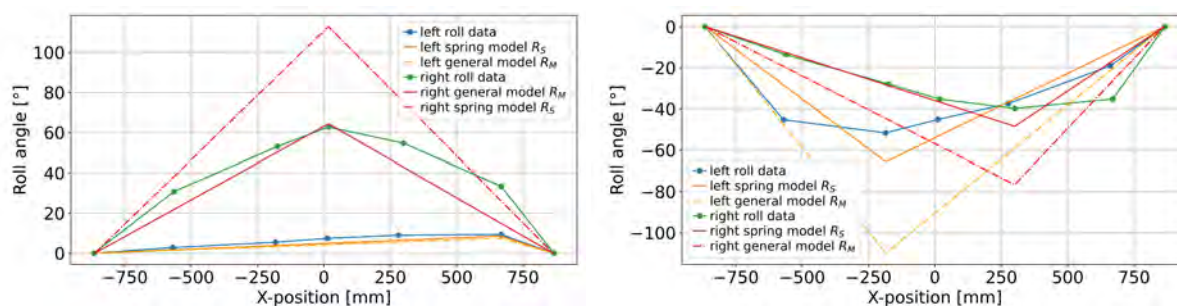 left roll data
left spring model R_S
left general model R_M
right roll data
right general model R_M
right spring model R_S
100
80
60
40
20
0
Roll angle [°]
−750 −500 −250 0 250 500 750
X-position [mm]
0
−20
−40
−60
−80
−100
Roll angle [°]
left roll data
left spring model R_S
left general model R_M
right roll data
right spring model R_S
right general model R_M
−750 −500 −250 0 250 500 750
X-position [mm]